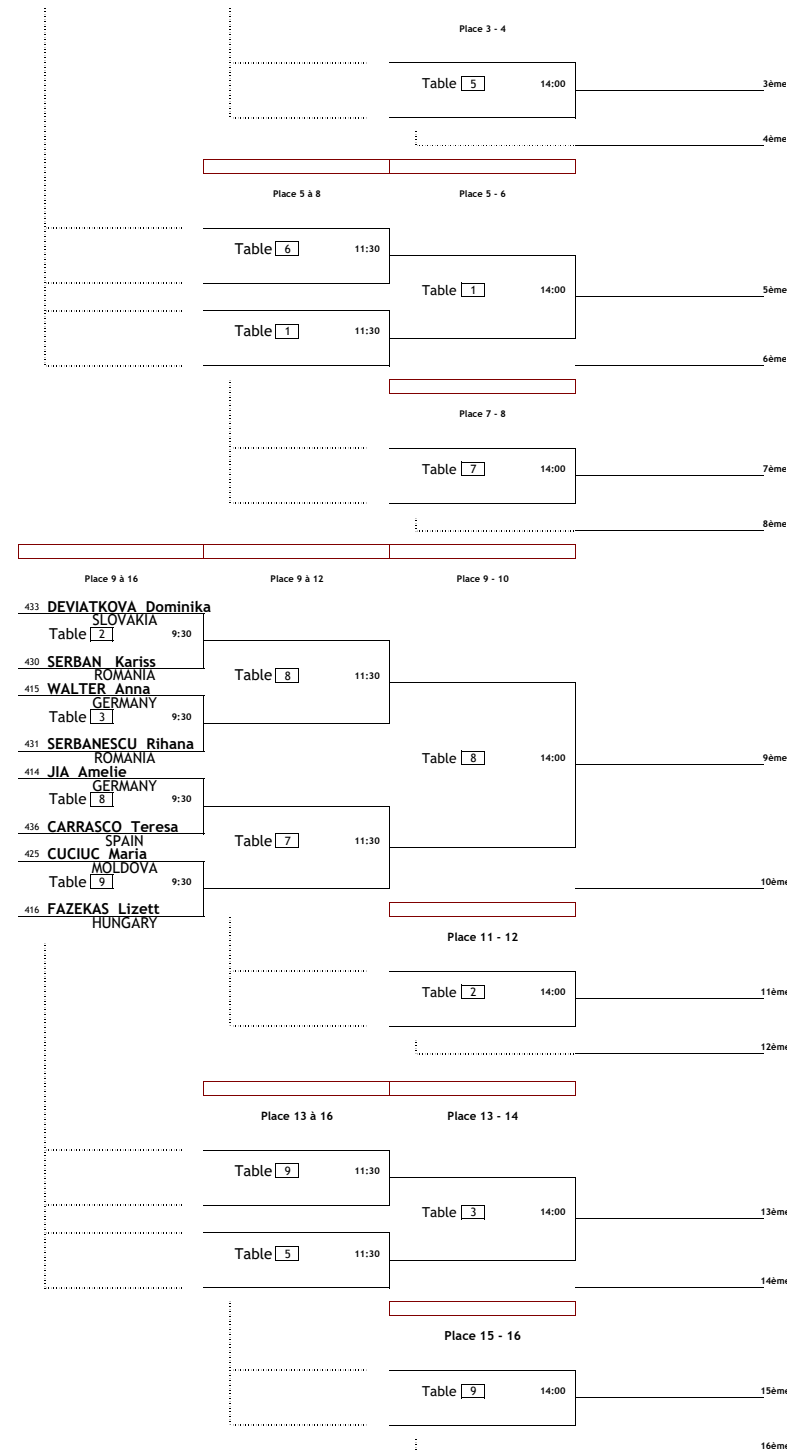 Place 3 - 4
Table 5 14:00
3ème
4ème
Place 5 à 8 Place 5 - 6
Table 6 11:30
Table 1 14:00
5ème
Table 1 11:30
6ème
Place 7 - 8
Table 7 14:00
7ème
8ème
Place 9 à 16 Place 9 à 12 Place 9 - 10
433 DEVIATKOVA Dominika
SLOVAKIA
Table 2 9:30
430 SERBAN Kariss
ROMANIA
Table 8 11:30
415 WALTER Anna
GERMANY
Table 3 9:30
431 SERBANESCU Rihana
ROMANIA
Table 8 14:00
9ème
414 JIA Amelie
GERMANY
Table 8 9:30
436 CARRASCO Teresa
SPAIN
Table 7 11:30
425 CUCIUC Maria
MOLDOVA
Table 9 9:30
10ème
416 FAZEKAS Lizett
HUNGARY
Place 11 - 12
Table 2 14:00
11ème
12ème
Place 13 à 16 Place 13 - 14
Table 9 11:30
Table 3 14:00
13ème
Table 5 11:30
14ème
Place 15 - 16
Table 9 14:00
15ème
16ème